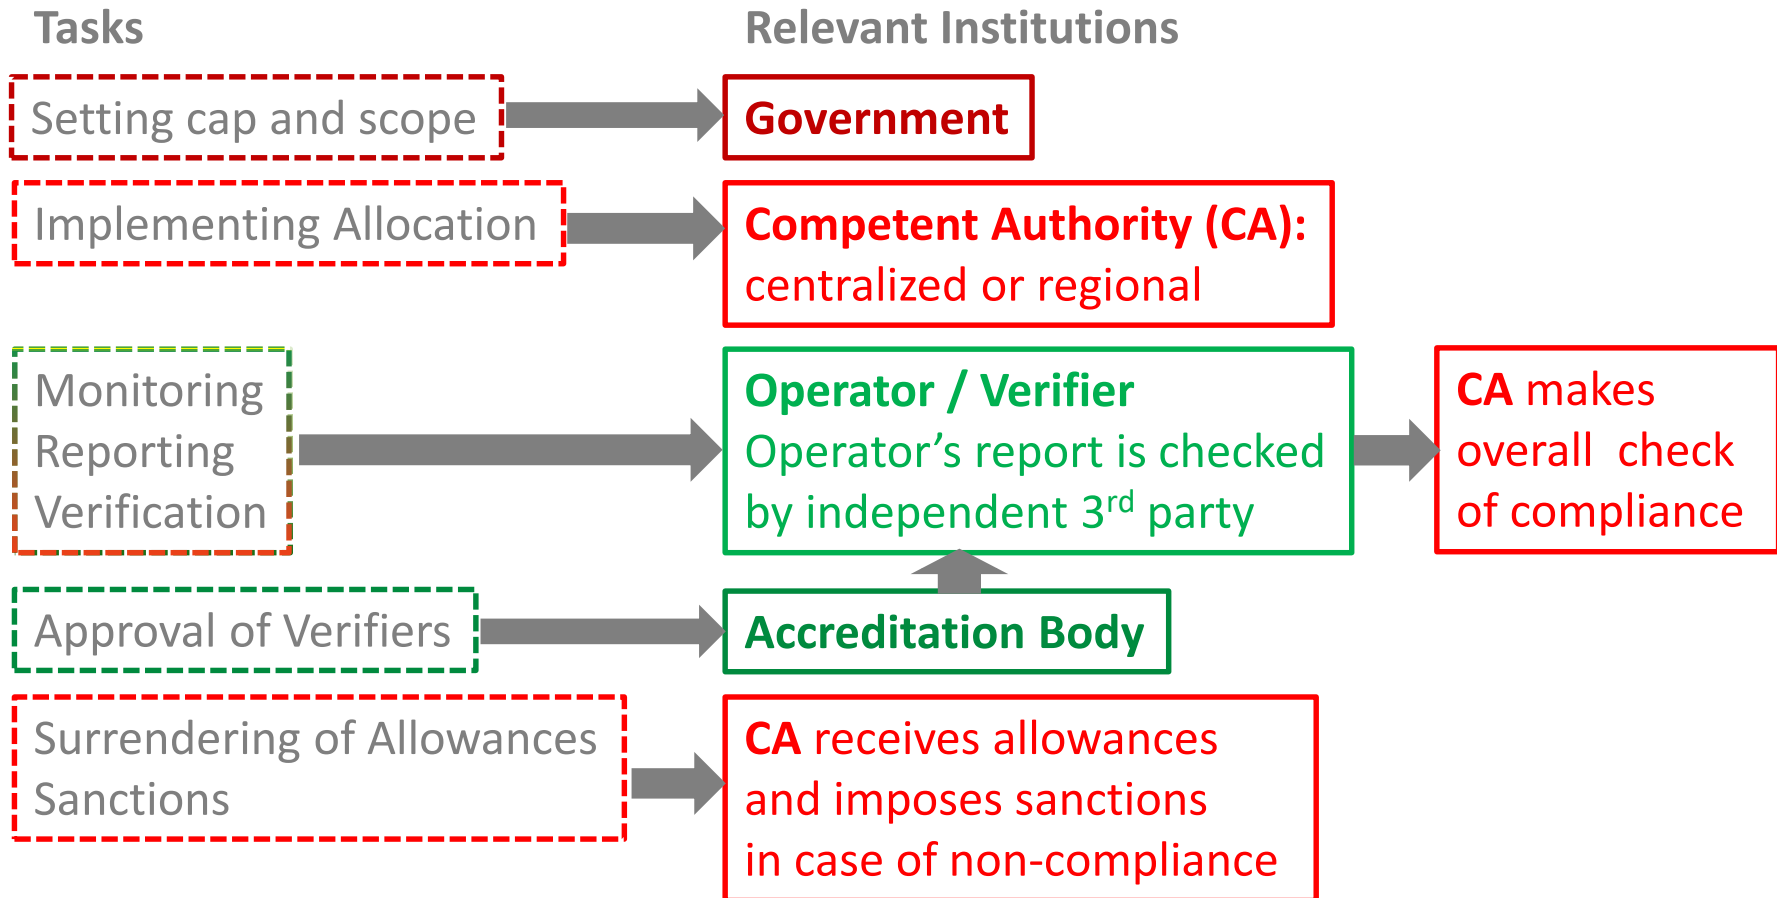 Tasks
Relevant Institutions
Setting cap and scope
Government
Implementing Allocation
Competent Authority (CA):
centralized or regional
Monitoring
Reporting
Verification
Operator / Verifier
Operator’s report is checked
by independent 3rd party
CA makes
overall check
of compliance
Approval of Verifiers
Accreditation Body
Surrendering of Allowances
Sanctions
CA receives allowances
and imposes sanctions
in case of non-compliance